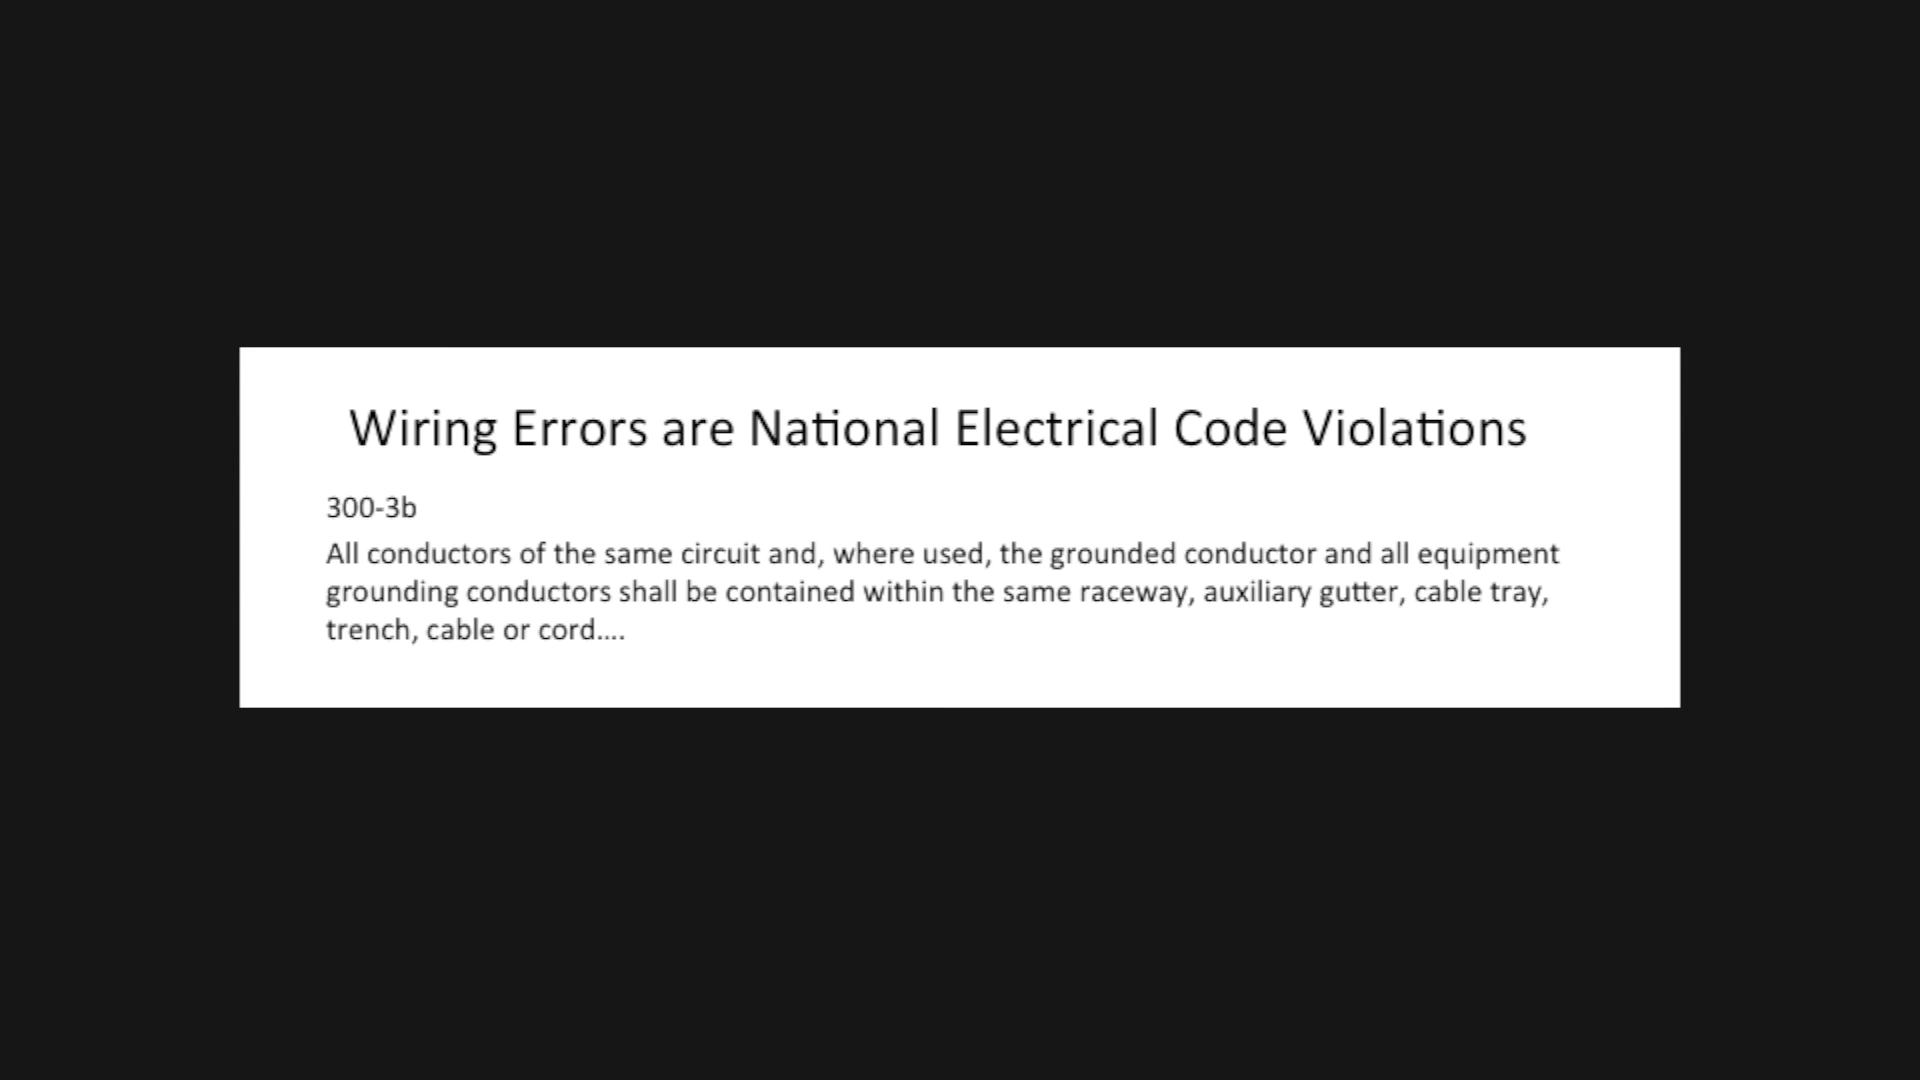 Wiring Errors are National Electrical Code Violations
300-3b
All conductors of the same circuit and, where used, the grounded conductor and all equipment
grounding conductors shall be contained within the same raceway, auxiliary gutter, cable tray,
trench, cable or cord....